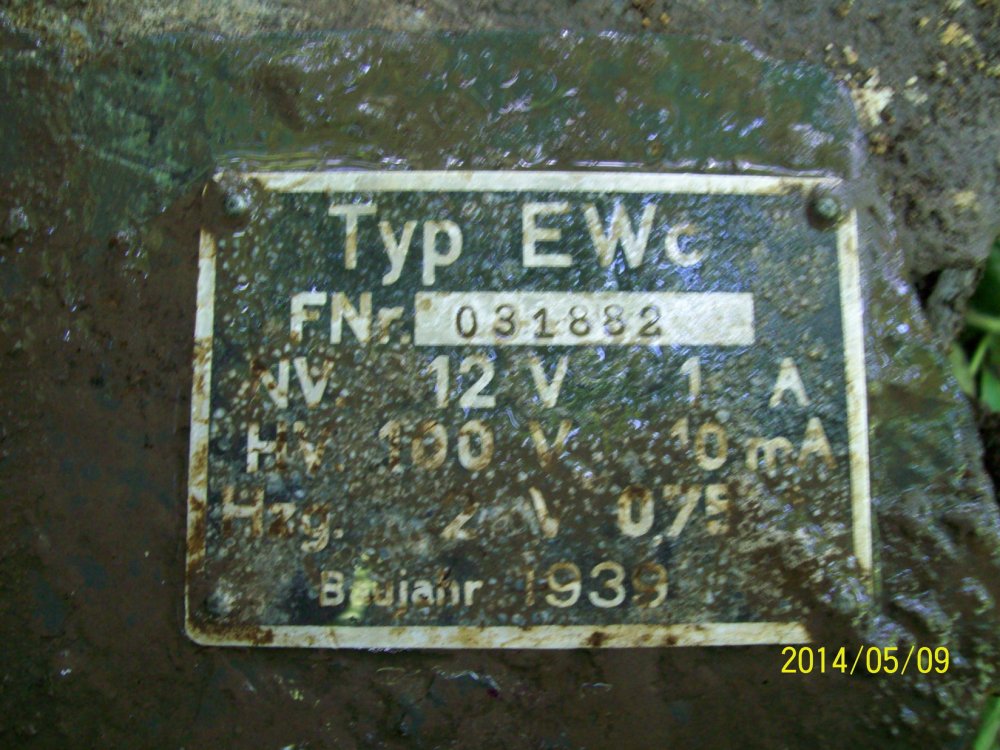 Typ EWc
FNr. 031882
NV. 12 V 1 A
HV. 100 V 10 mA
Hzg. 2 V 0,75
Baujahr 1939
2014/05/09